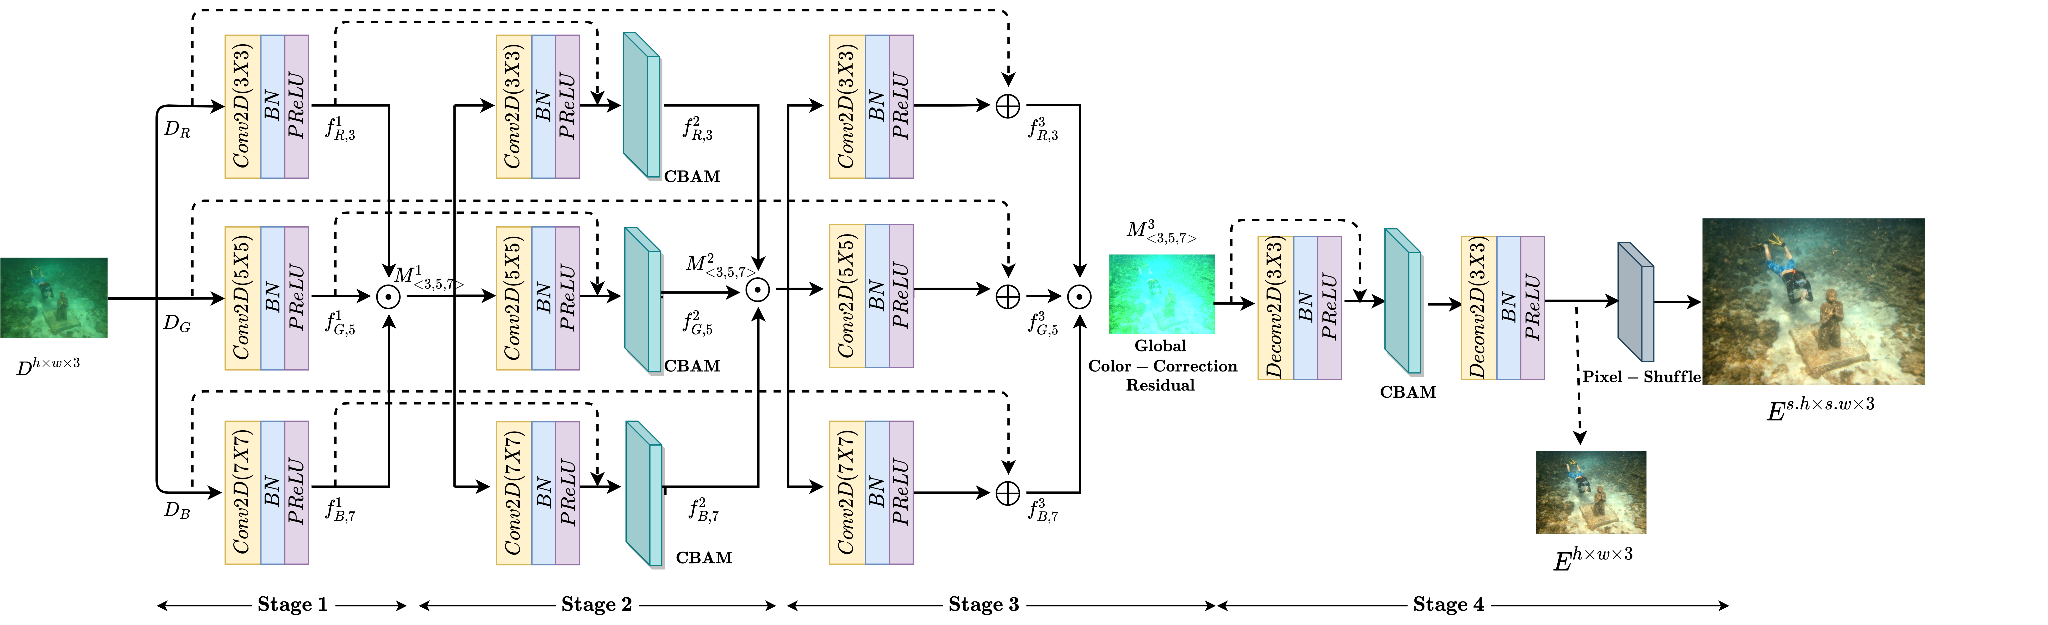 D^{h×w×3}
D_R
Conv2D(3X3)
BN
PReLU
f^1_{R,3}
Conv2D(3X3)
BN
PReLU
CBAM
f^2_{R,3}
Conv2D(3X3)
BN
PReLU
f^3_{R,3}
D_G
Conv2D(5X5)
BN
PReLU
f^1_{G,5}
M^1_{<3,5,7>}
Conv2D(5X5)
BN
PReLU
CBAM
f^2_{G,5}
M^2_{<3,5,7>}
Conv2D(5X5)
BN
PReLU
f^3_{G,5}
D_B
Conv2D(7X7)
BN
PReLU
f^1_{B,7}
Conv2D(7X7)
BN
PReLU
CBAM
f^2_{B,7}
Conv2D(7X7)
BN
PReLU
f^3_{B,7}
M^3_{<3,5,7>}
Global
Color – Correction
Residual
Deconv2D(3X3)
BN
PReLU
CBAM
Deconv2D(3X3)
BN
PReLU
Pixel – Shuffle
E^{s.h×s.w×3}
E^{h×w×3}
Stage 1
Stage 2
Stage 3
Stage 4